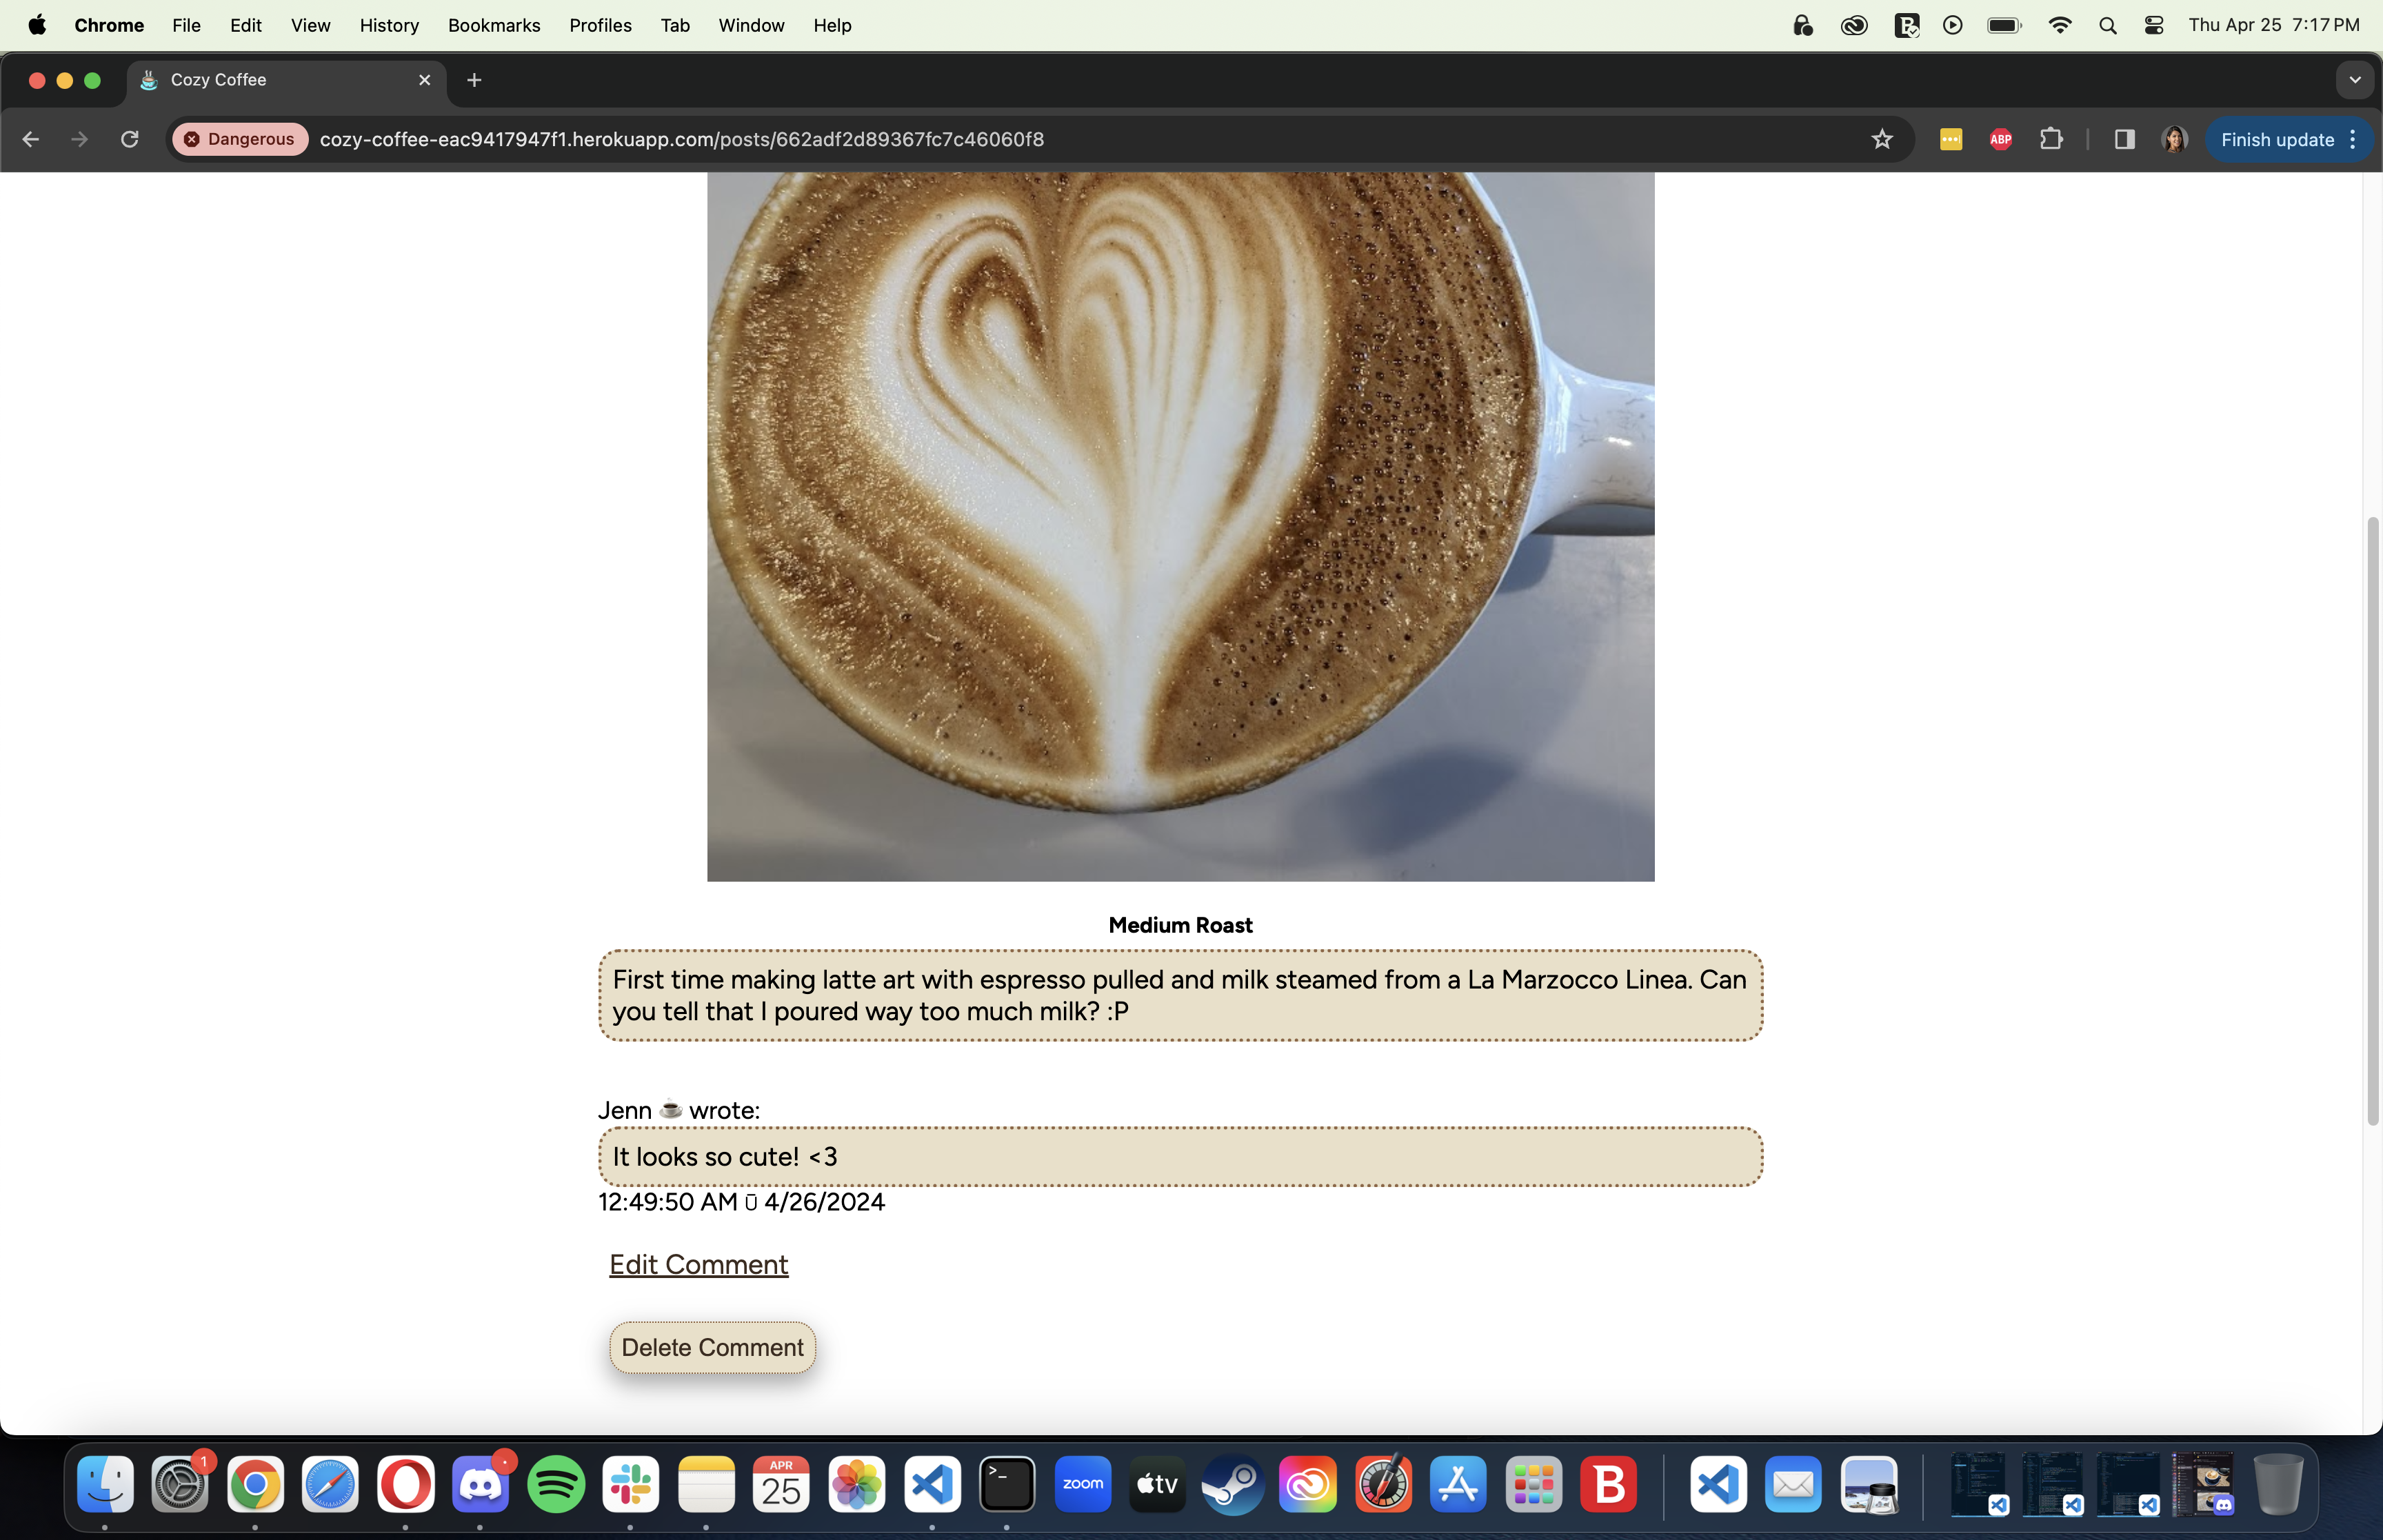 Chrome File Edit View History Bookmarks Profiles Tab Window Help Thu Apr 25 7:17 PM
Cozy Coffee
Dangerous cozy-coffee-eac9417947f1.herokuapp.com/posts/662adf2d89367fc7c46060f8 ABP Finish update
Medium Roast
First time making latte art with espresso pulled and milk steamed from a La Marzocco Linea. Can
you tell that I poured way too much milk? :P
Jenn ☕ wrote:
It looks so cute! <3
12:49:50 AM Ū 4/26/2024
Edit Comment
Delete Comment
1 APR 25 >_ zoom tv B